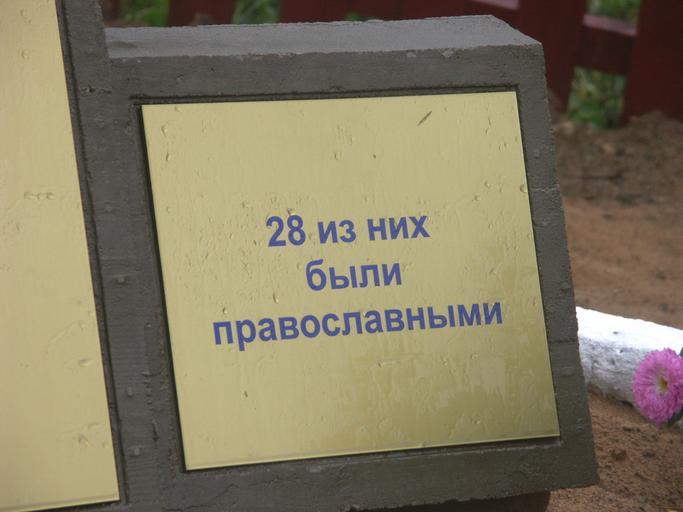 28 из них
были
православными